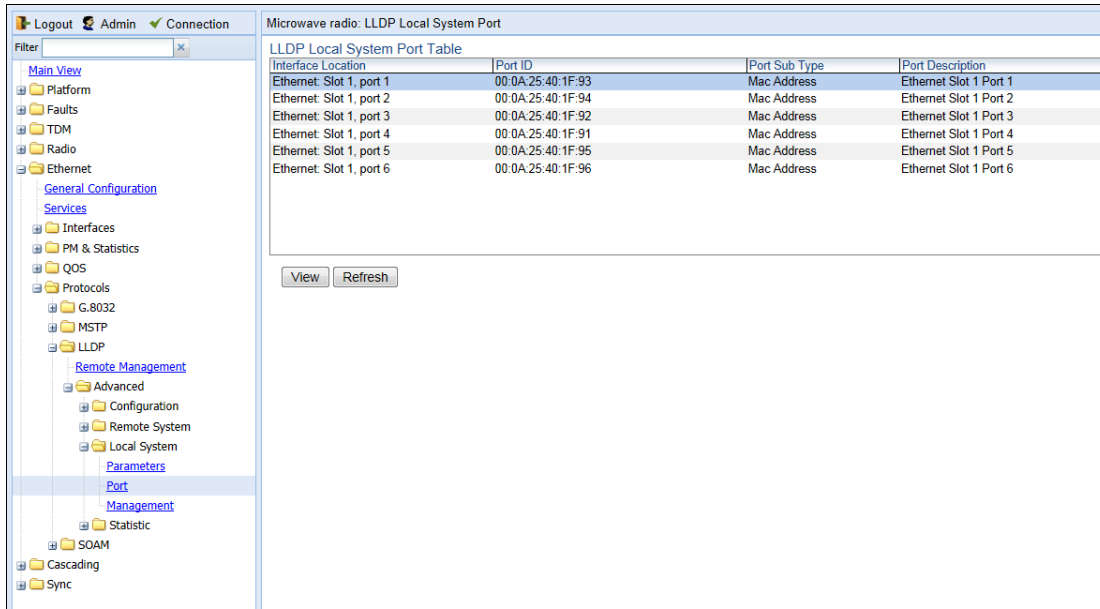 Logout Admin Connection
Filter
Main View
Platform
Faults
TDM
Radio
Ethernet
General Configuration
Services
Interfaces
PM & Statistics
QOS
Protocols
G.8032
MSTP
LLDP
Remote Management
Advanced
Configuration
Remote System
Local System
Parameters
Port
Management
Statistic
SOAM
Cascading
Sync
Microwave radio: LLDP Local System Port
LLDP Local System Port Table
Interface Location Port ID Port Sub Type Port Description
Ethernet: Slot 1, port 1 00:0A:25:40:1F:93 Mac Address Ethernet Slot 1 Port 1
Ethernet: Slot 1, port 2 00:0A:25:40:1F:94 Mac Address Ethernet Slot 1 Port 2
Ethernet: Slot 1, port 3 00:0A:25:40:1F:92 Mac Address Ethernet Slot 1 Port 3
Ethernet: Slot 1, port 4 00:0A:25:40:1F:91 Mac Address Ethernet Slot 1 Port 4
Ethernet: Slot 1, port 5 00:0A:25:40:1F:95 Mac Address Ethernet Slot 1 Port 5
Ethernet: Slot 1, port 6 00:0A:25:40:1F:96 Mac Address Ethernet Slot 1 Port 6
View Refresh